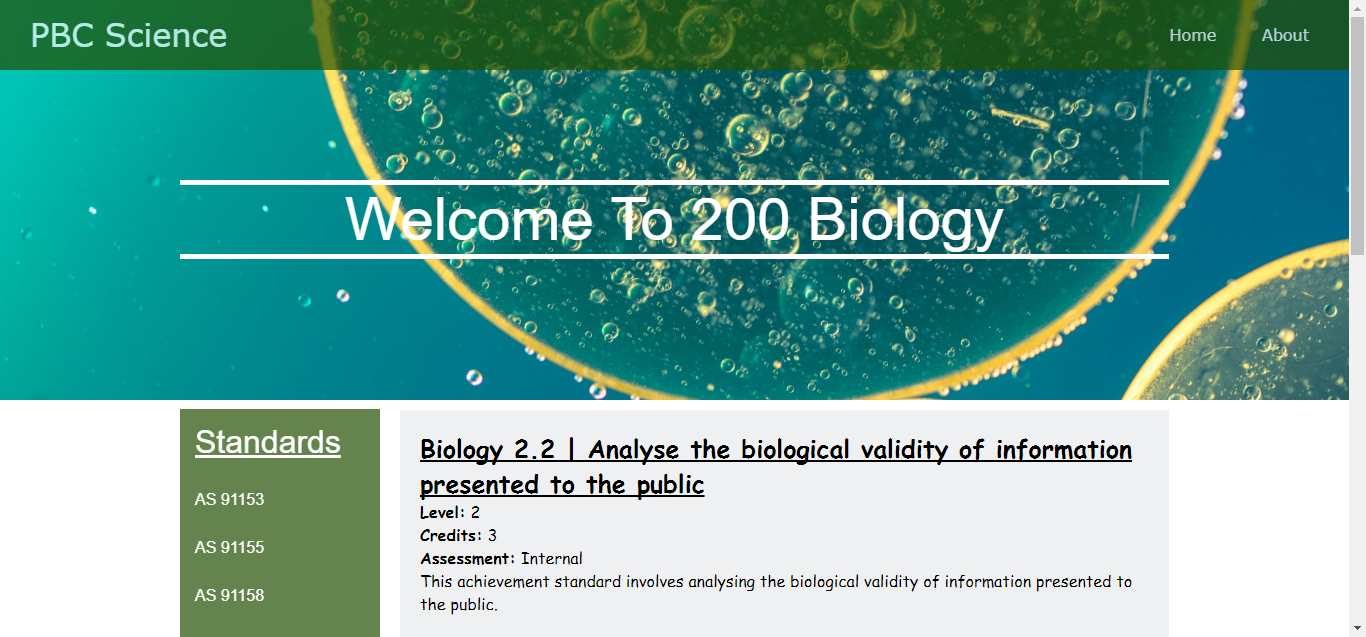 PBC Science
Home
About
Welcome To 200 Biology
Standards
AS 91153
AS 91155
AS 91158
Biology 2.2 | Analyse the biological validity of information
presented to the public
Level: 2
Credits: 3
Assessment: Internal
This achievement standard involves analysing the biological validity of information presented to
the public.